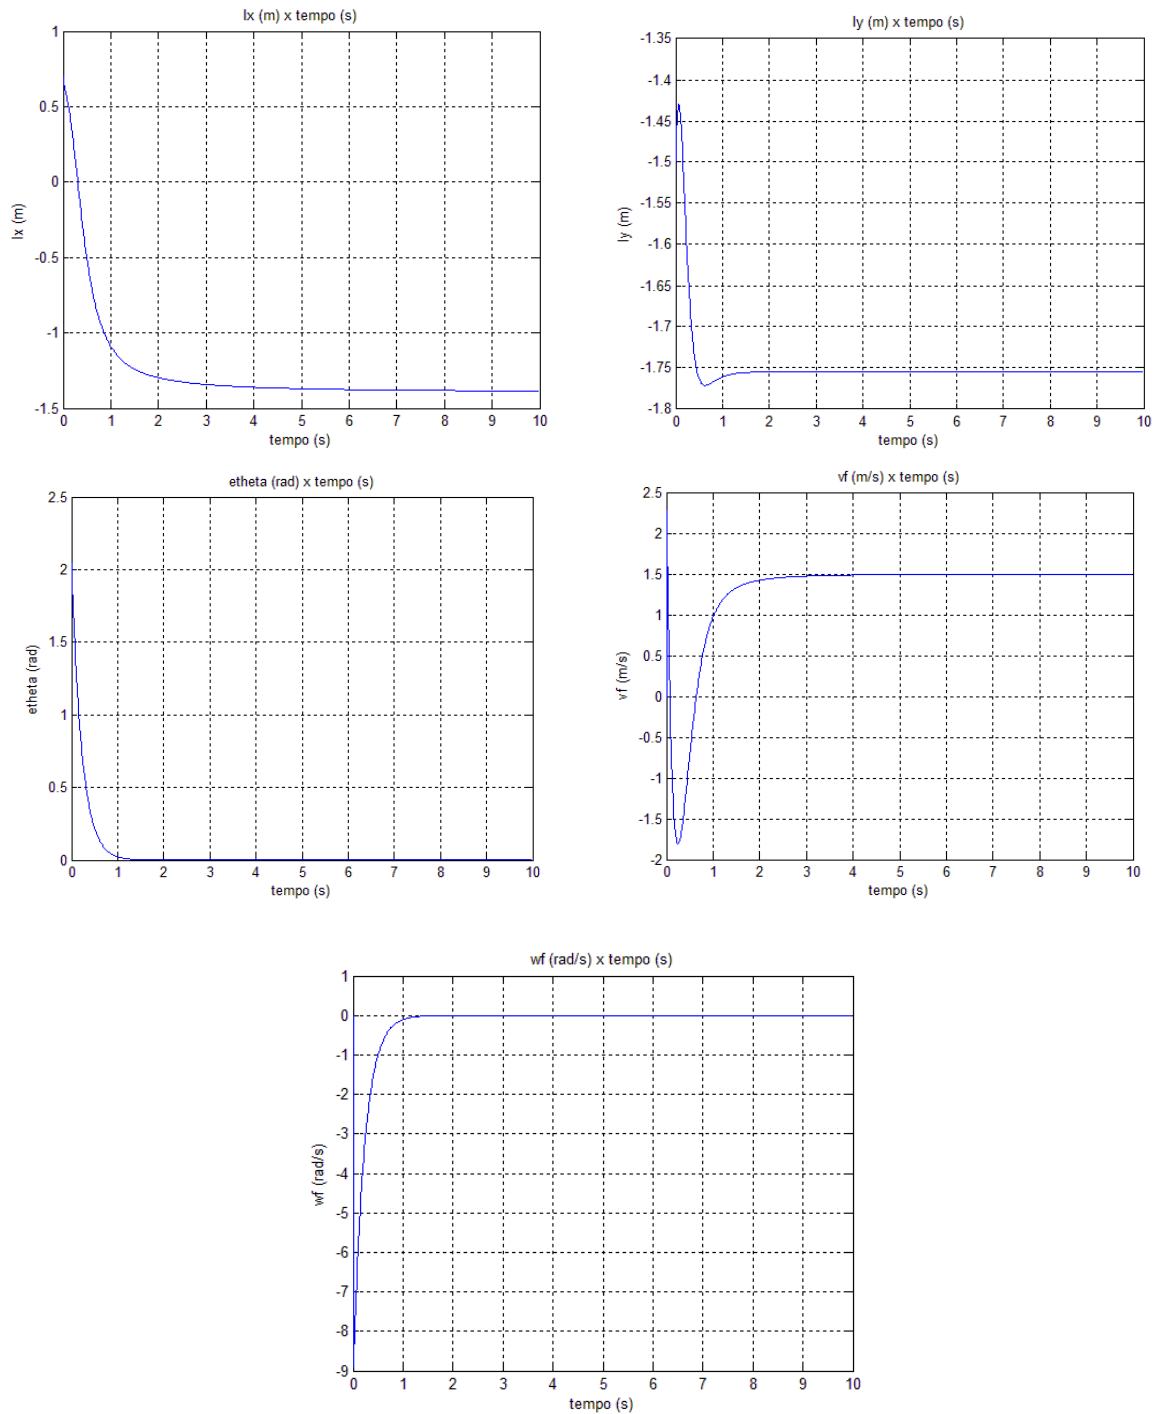 lx (m) x tempo (s)
1
0.5
0
-0.5
-1
-1.5
lx (m)
0 1 2 3 4 5 6 7 8 9 10
tempo (s)
ly (m) x tempo (s)
-1.35
-1.4
-1.45
-1.5
-1.55
-1.6
-1.65
-1.7
-1.75
-1.8
ly (m)
0 1 2 3 4 5 6 7 8 9 10
tempo (s)
etheta (rad) x tempo (s)
2.5
2
1.5
1
0.5
0
etheta (rad)
0 1 2 3 4 5 6 7 8 9 10
tempo (s)
vf (m/s) x tempo (s)
2.5
2
1.5
1
0.5
0
-0.5
-1
-1.5
-2
vf (m/s)
0 1 2 3 4 5 6 7 8 9 10
tempo (s)
wf (rad/s) x tempo (s)
1
0
-1
-2
-3
-4
-5
-6
-7
-8
-9
wf (rad/s)
0 1 2 3 4 5 6 7 8 9 10
tempo (s)